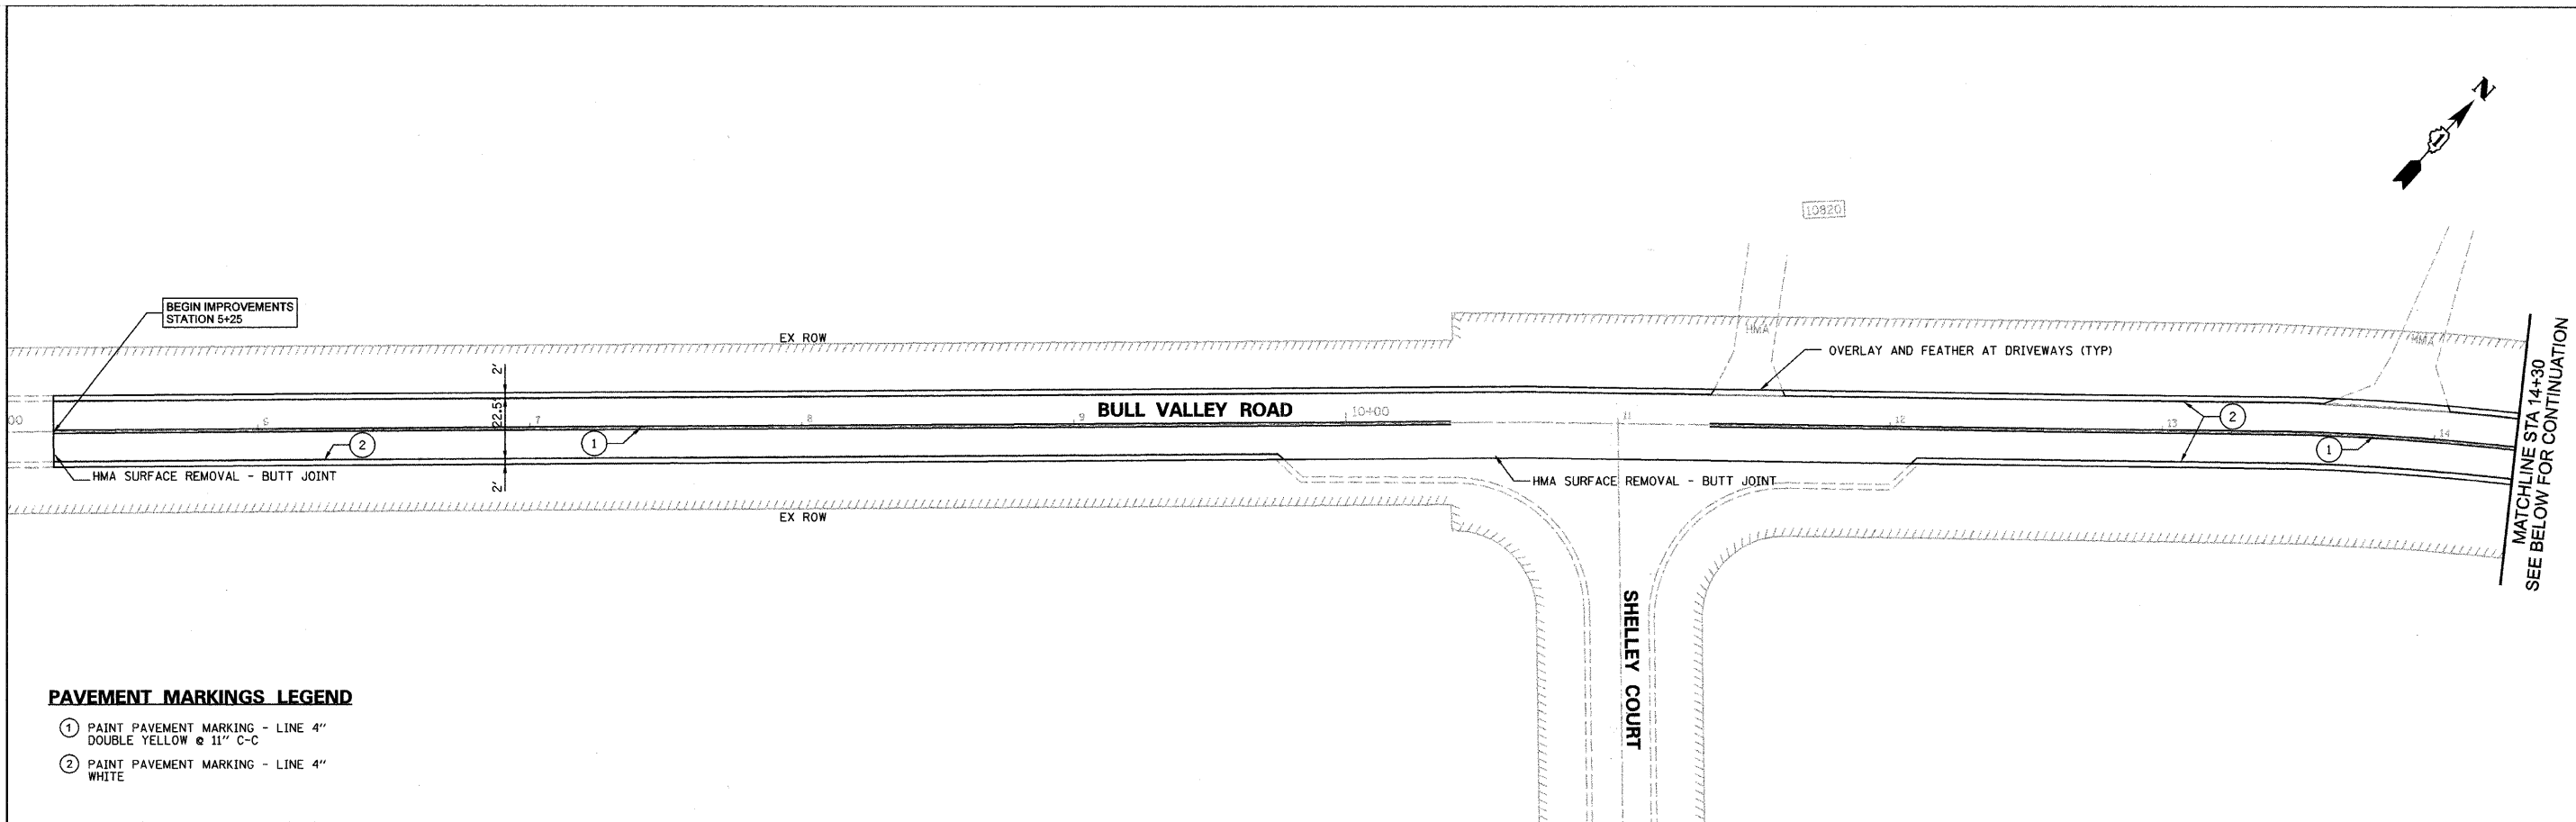 N
1
10820
BEGIN IMPROVEMENTS
STATION 5+25
EX ROW
HMA
HMA
OVERLAY AND FEATHER AT DRIVEWAYS (TYP)
2'
22.5'
2'
00
6
7
8
9
10+00
11
12
13
14
BULL VALLEY ROAD
1
2
2
1
HMA SURFACE REMOVAL - BUTT JOINT
HMA SURFACE REMOVAL - BUTT JOINT
EX ROW
MATCHLINE STA 14+30
SEE BELOW FOR CONTINUATION
SHELLEY COURT
PAVEMENT MARKINGS LEGEND
1 PAINT PAVEMENT MARKING - LINE 4"
DOUBLE YELLOW @ 11" C-C
2 PAINT PAVEMENT MARKING - LINE 4"
WHITE